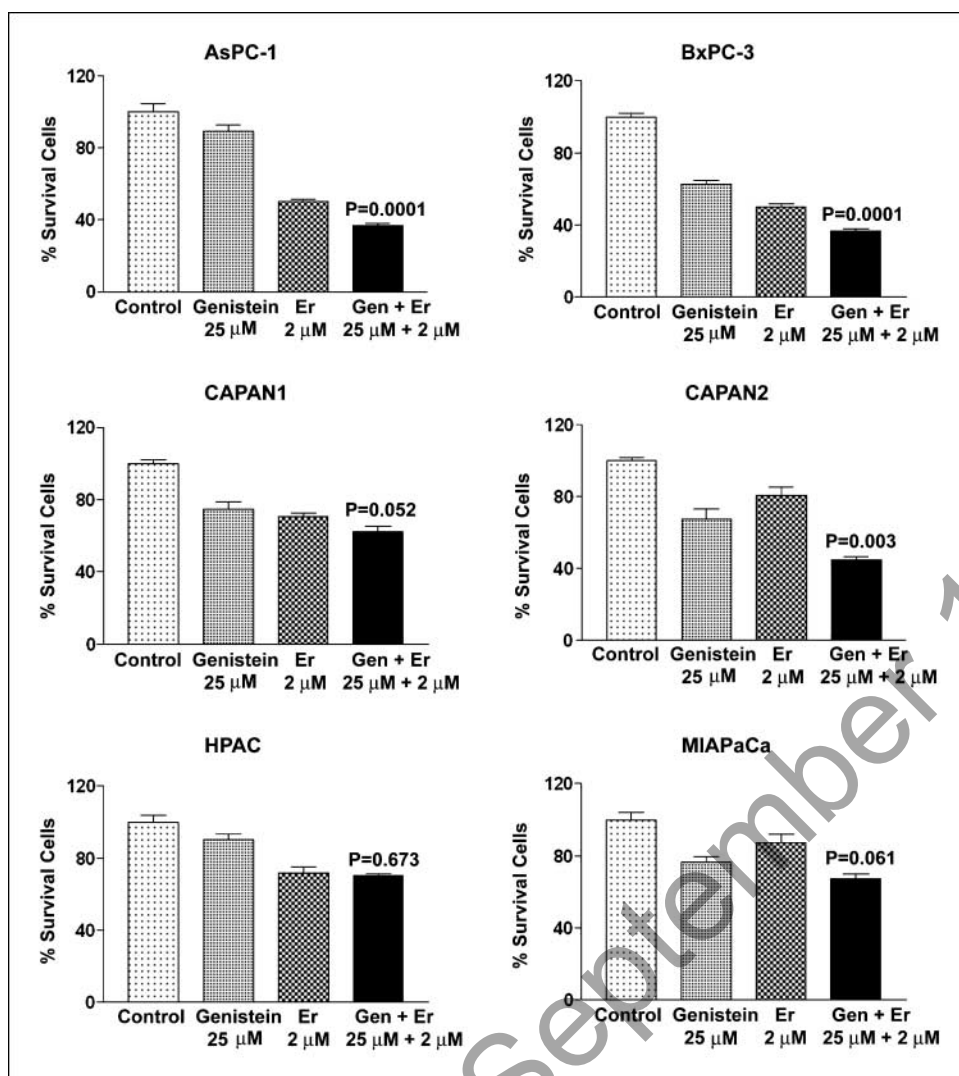 AsPC-1
% Survival Cells
120
80
40
0
P=0.0001
Control Genistein Er Gen + Er
25 μM 2 μM 25 μM + 2 μM
BxPC-3
% Survival Cells
120
80
40
0
P=0.0001
Control Genistein Er Gen + Er
25 μM 2 μM 25 μM + 2 μM
CAPAN1
% Survival Cells
120
80
40
0
P=0.052
Control Genistein Er Gen + Er
25 μM 2 μM 25 μM + 2 μM
CAPAN2
% Survival Cells
120
80
40
0
P=0.003
Control Genistein Er Gen + Er
25 μM 2 μM 25 μM + 2 μM
HPAC
% Survival Cells
120
80
40
0
P=0.673
Control Genistein Er Gen + Er
25 μM 2 μM 25 μM + 2 μM
MIAPaCa
% Survival Cells
120
80
40
0
P=0.061
Control Genistein Er Gen + Er
25 μM 2 μM 25 μM + 2 μM
September